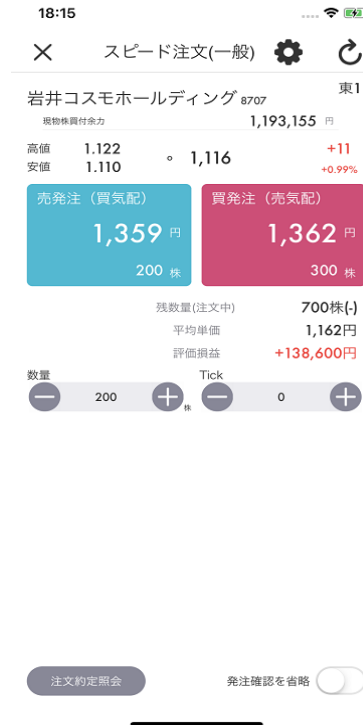 18:15
スピード注文(一般)
岩井コスモホールディング 8707 東1
現物株買付余力 1,193,155 円
高値 1.122
安値 1.110
1,116
+11
+0.99%
売発注（買気配）
1,359 円
200 株
買発注（売気配）
1,362 円
300 株
残数量(注文中) 700株(-)
平均単価 1,162円
評価損益 +138,600円
数量 Tick
200 株 0
注文約定照会 発注確認を省略